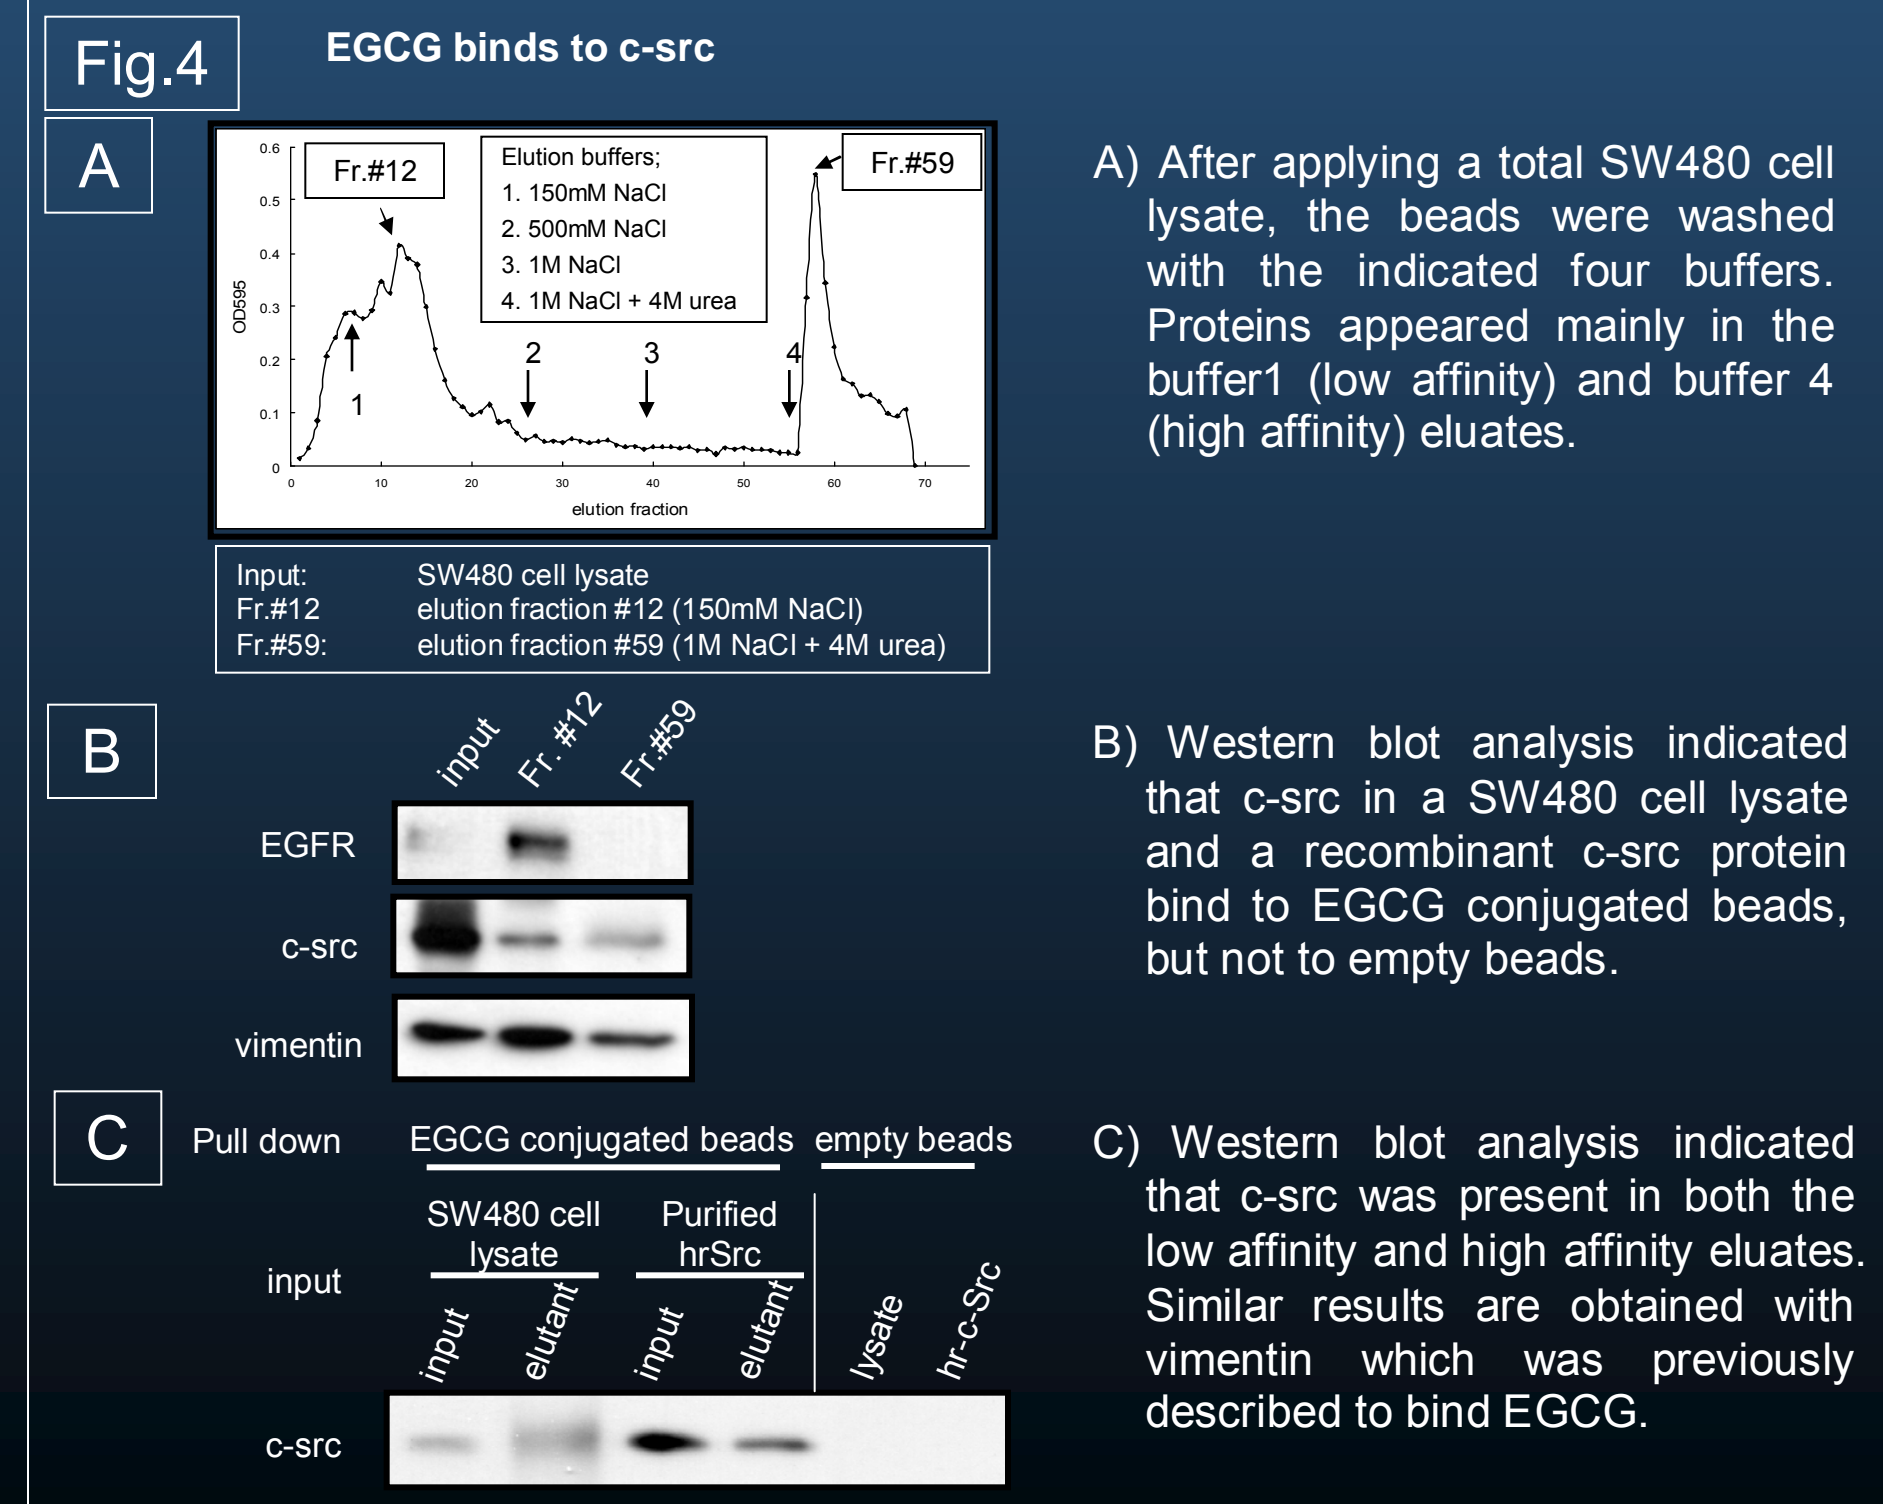 Fig.4
EGCG binds to c-src
A
Fr.#12
Elution buffers;
1. 150mM NaCl
2. 500mM NaCl
3. 1M NaCl
4. 1M NaCl + 4M urea
Fr.#59
0.6
0.5
0.4
0.3
0.2
0.1
0
OD595
1
2
3
4
0 10 20 30 40 50 60 70
elution fraction
Input: SW480 cell lysate
Fr.#12 elution fraction #12 (150mM NaCl)
Fr.#59: elution fraction #59 (1M NaCl + 4M urea)
A) After applying a total SW480 cell
lysate, the beads were washed
with the indicated four buffers.
Proteins appeared mainly in the
buffer1 (low affinity) and buffer 4
(high affinity) eluates.
B
input Fr. #12 Fr.#59
EGFR
c-src
vimentin
B) Western blot analysis indicated
that c-src in a SW480 cell lysate
and a recombinant c-src protein
bind to EGCG conjugated beads,
but not to empty beads.
C
Pull down EGCG conjugated beads empty beads
SW480 cell
lysate
Purified
hrSrc
input
input elutant input elutant lysate hr-c-Src
c-src
C) Western blot analysis indicated
that c-src was present in both the
low affinity and high affinity eluates.
Similar results are obtained with
vimentin which was previously
described to bind EGCG.